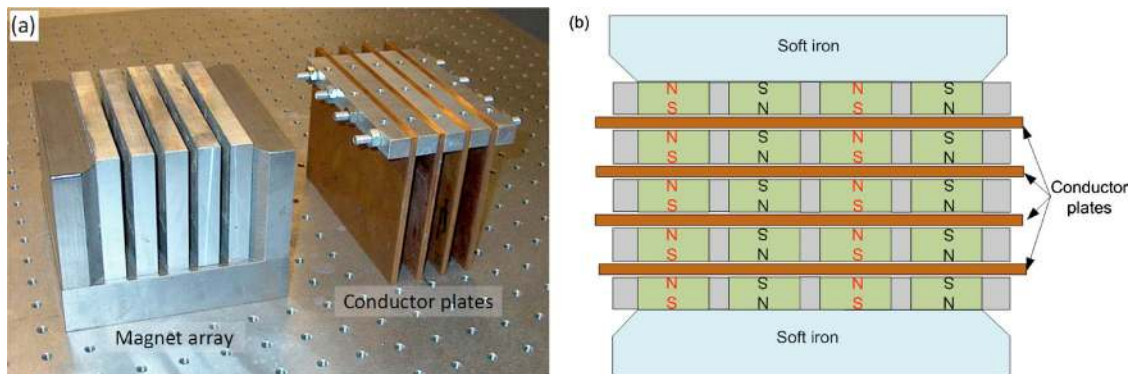 (a)
Magnet array
Conductor plates
(b)
Soft iron
N S N S
S N S N
N S N S
S N S N
N S N S
S N S N
N S N S
S N S N
N S N S
S N S N
Conductor
plates
Soft iron